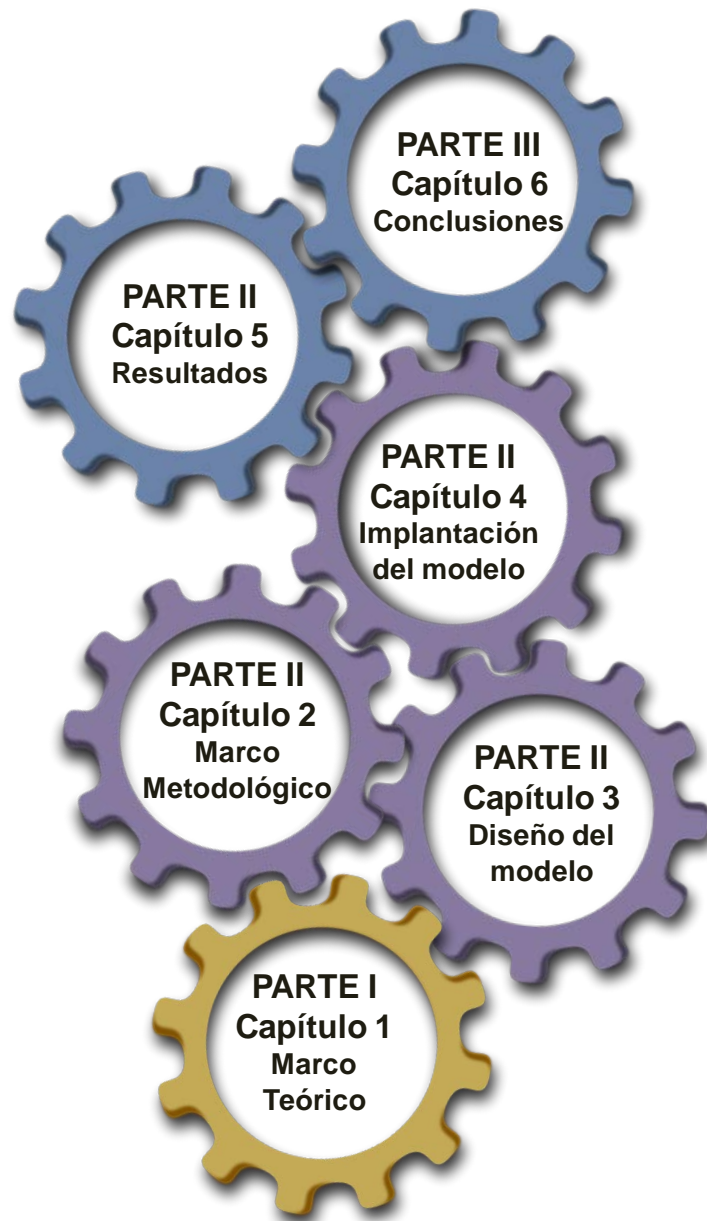 PARTE III
Capítulo 6
Conclusiones
PARTE II
Capítulo 5
Resultados
PARTE II
Capítulo 4
Implantación
del modelo
PARTE II
Capítulo 2
Marco
Metodológico
PARTE II
Capítulo 3
Diseño del
modelo
PARTE I
Capítulo 1
Marco
Teórico